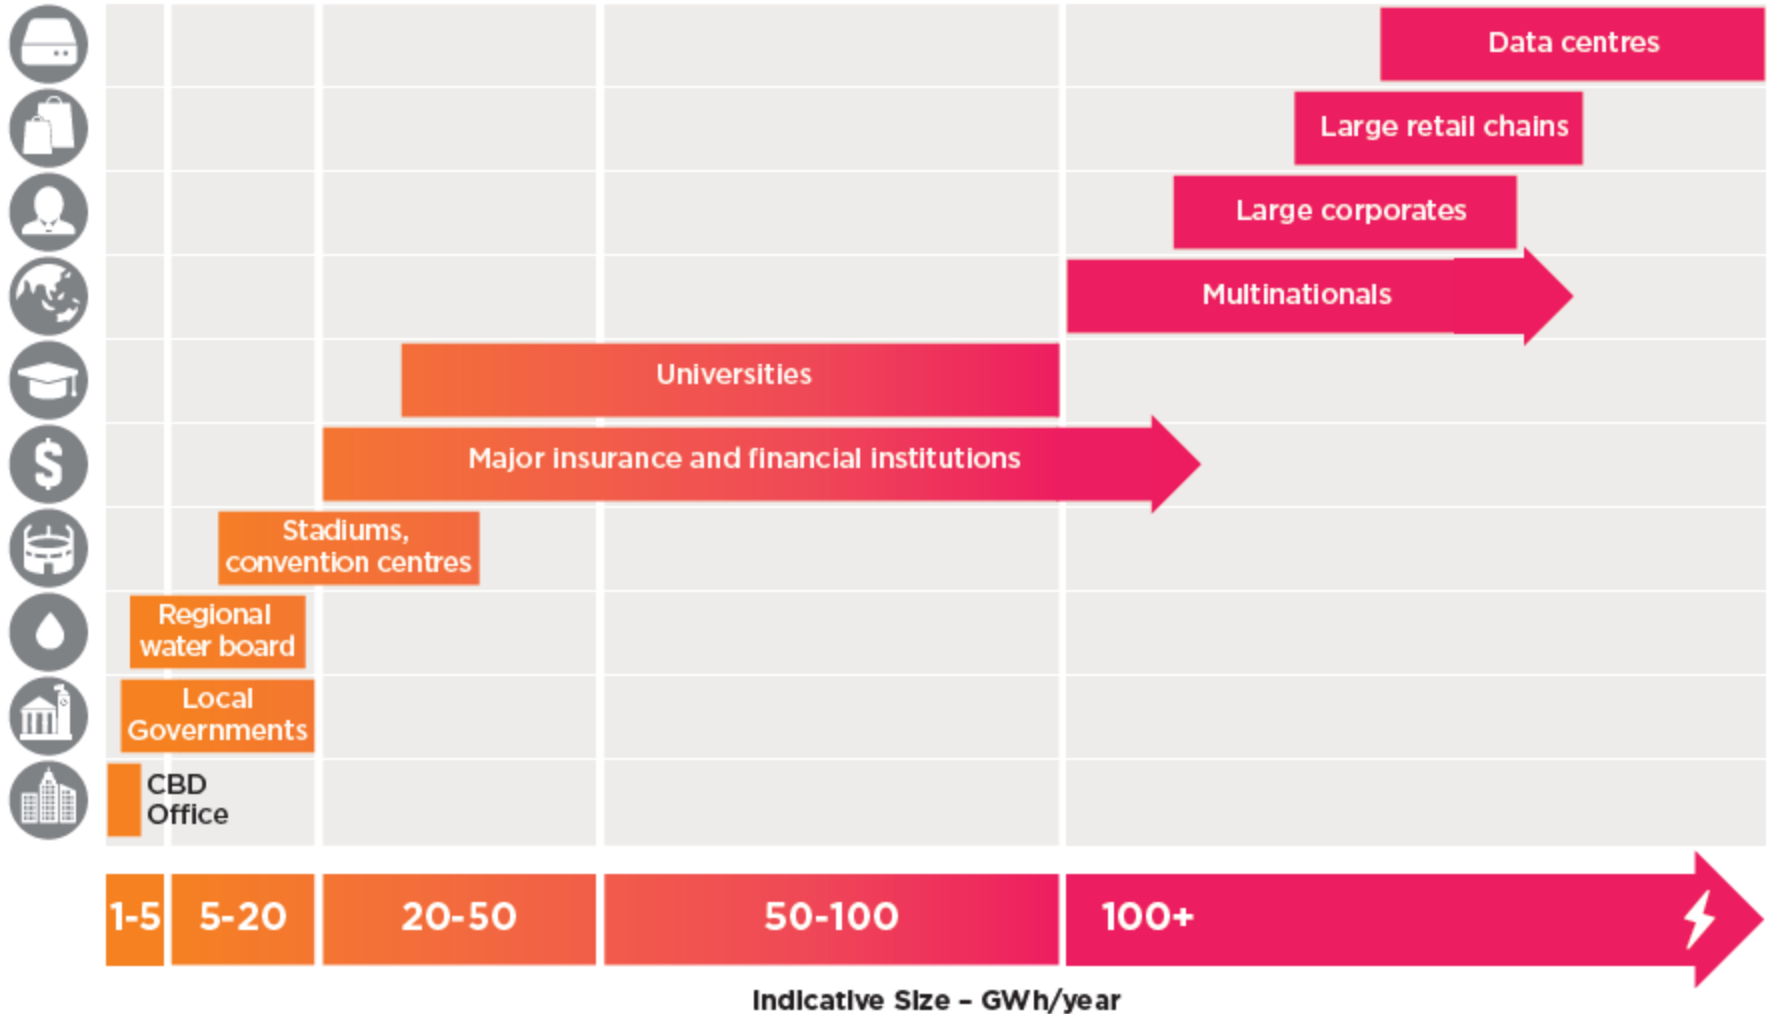 Data centres
Large retail chains
Large corporates
Multinationals
Universities
$
Major insurance and financial institutions
Stadiums,
convention centres
Regional
water board
Local
Governments
CBD
Office
1-5
5-20
20-50
50-100
100+
Indicative Size – GWh/year